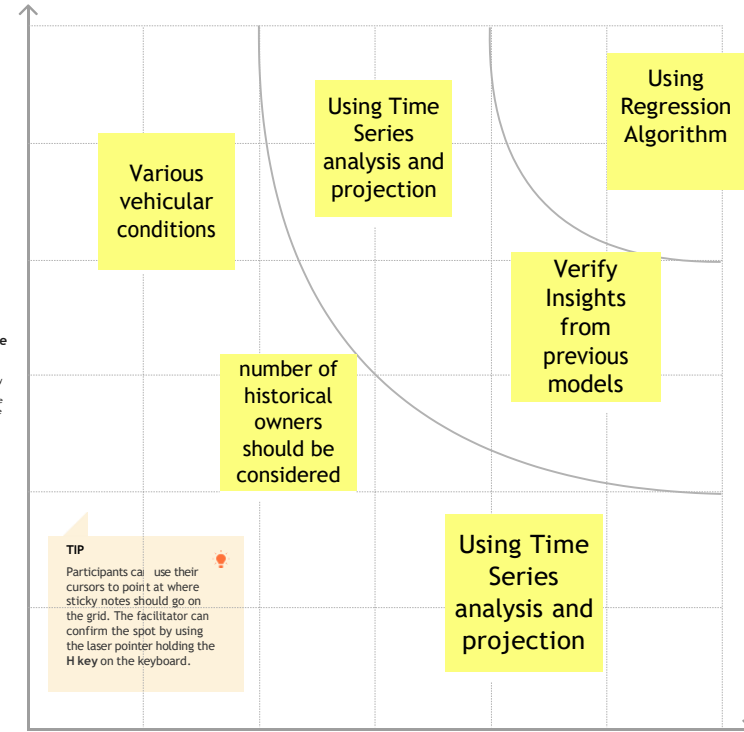 Using
Regression
Algorithm
Using Time
Series
analysis and
projection
Various
vehicular
conditions
Verify
Insights
from
previous
models
number of
historical
owners
should be
considered
Using Time
Series
analysis and
projection
TIP
Participants can use their
cursors to point at where
sticky notes should go on
the grid. The facilitator can
confirm the spot by using
the laser pointer holding the
H key on the keyboard.